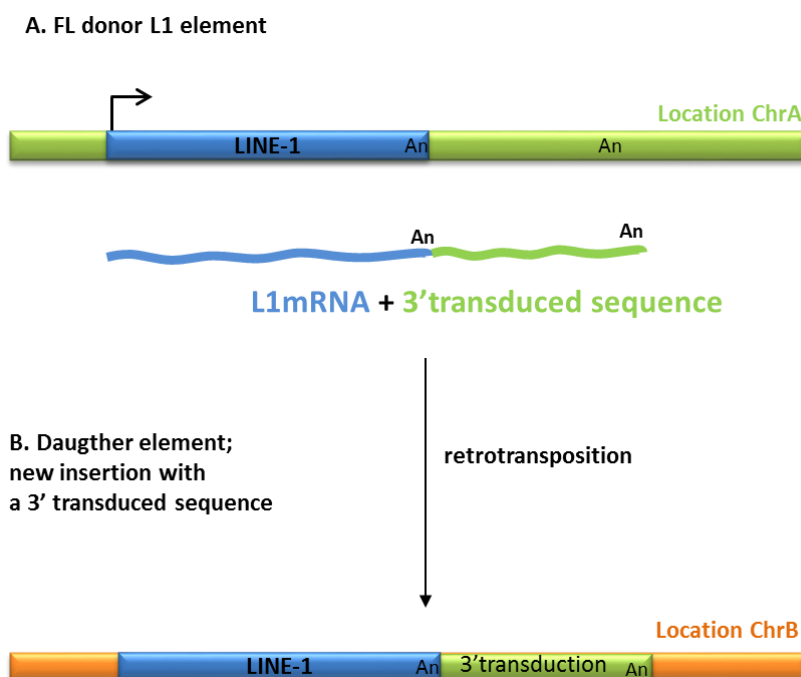 A. FL donor L1 element
Location ChrA
LINE-1 An An
An An
L1mRNA + 3’transduced sequence
B. Daugther element;
new insertion with
a 3’ transduced sequence
retrotransposition
Location ChrB
LINE-1 An 3’transduction An